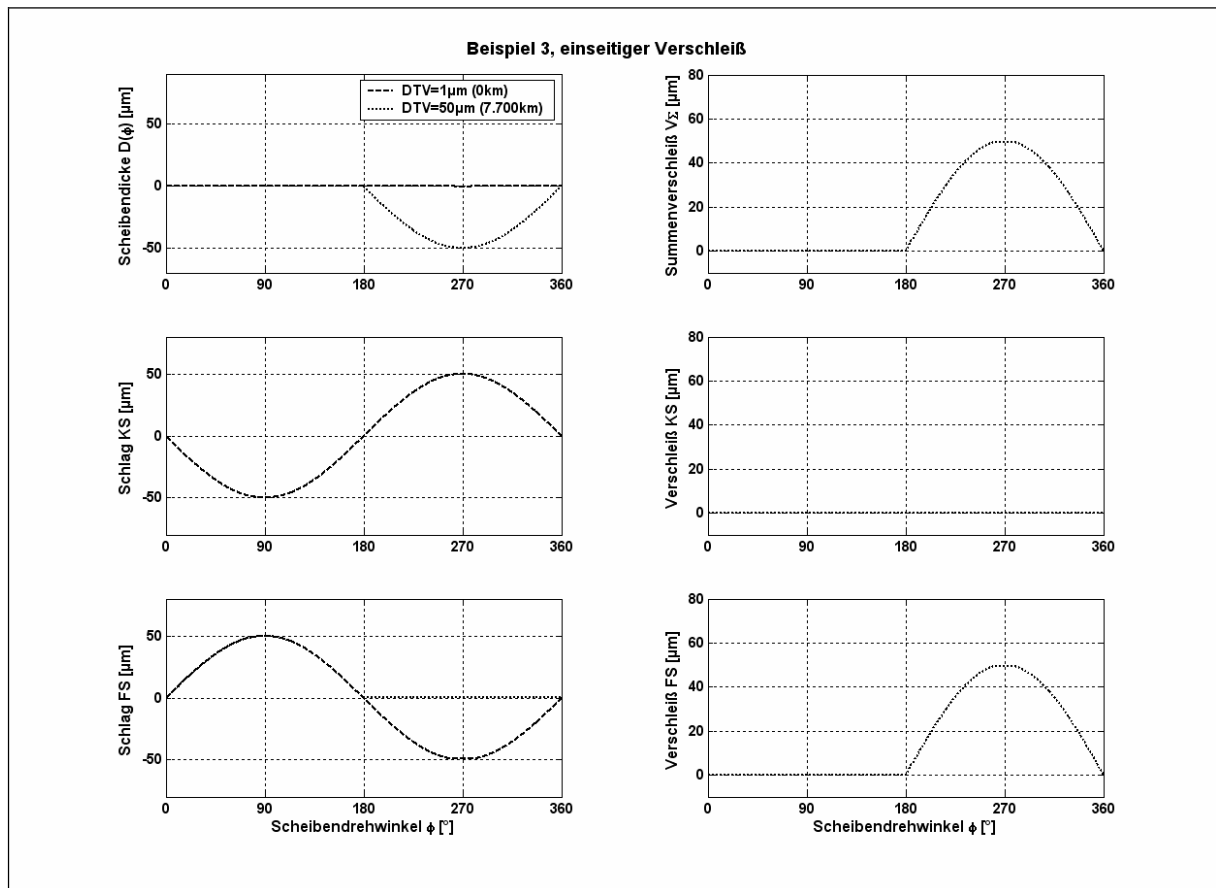 Beispiel 3, einseitiger Verschleiß
Scheibendicke D(ϕ) [µm]
50
0
-50
DTV=1µm (0km)
DTV=50µm (7.700km)
0 90 180 270 360
Summenverschleiß VΣ [µm]
80
60
40
20
0
0 90 180 270 360
Schlag KS [µm]
50
0
-50
0 90 180 270 360
Verschleiß KS [µm]
80
60
40
20
0
0 90 180 270 360
Schlag FS [µm]
50
0
-50
0 90 180 270 360
Scheibendrehwinkel ϕ [°]
Verschleiß FS [µm]
80
60
40
20
0
0 90 180 270 360
Scheibendrehwinkel ϕ [°]